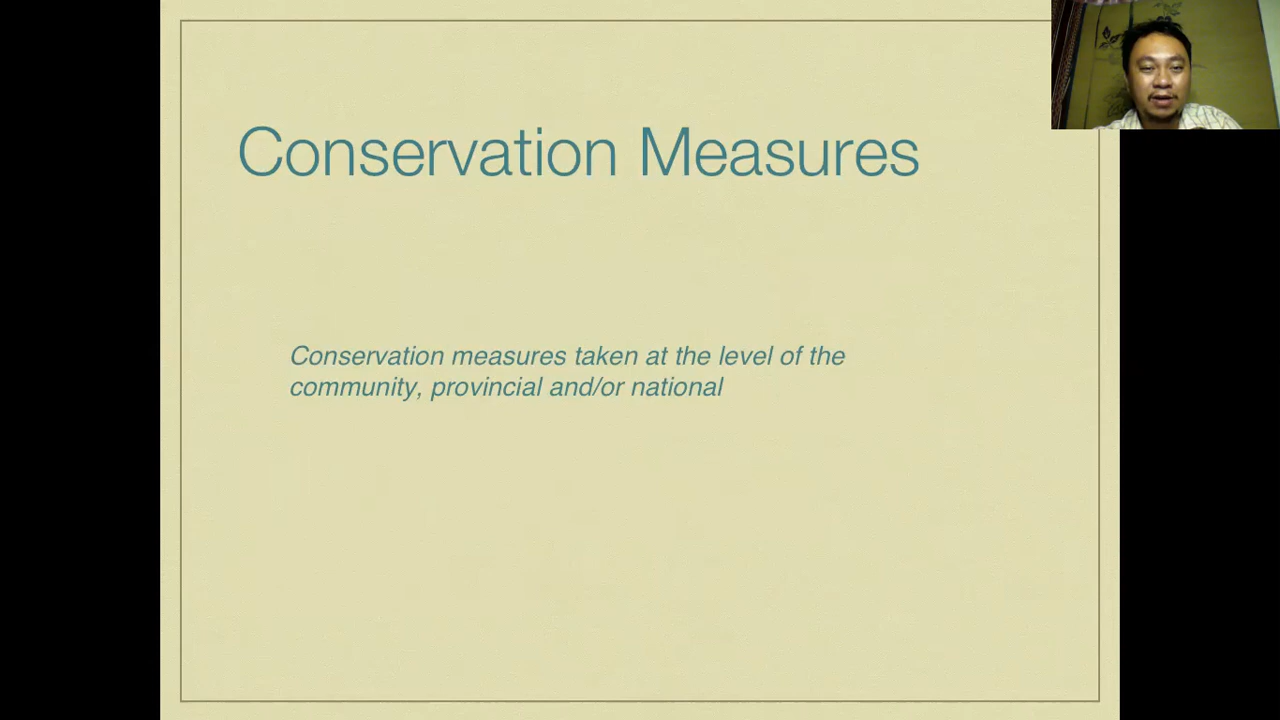 Conservation Measures
Conservation measures taken at the level of the
community, provincial and/or national